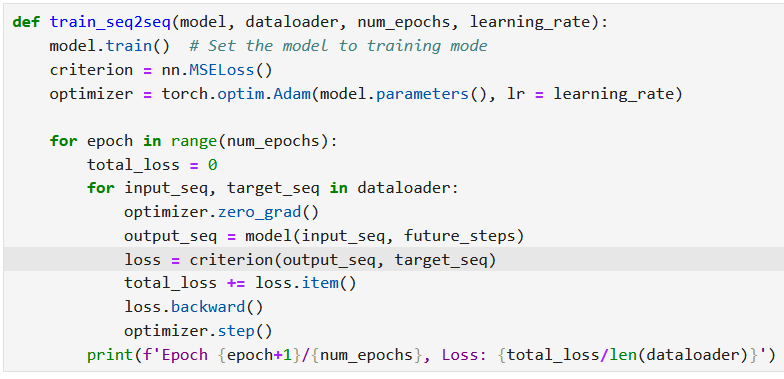 def train_seq2seq(model, dataloader, num_epochs, learning_rate):
    model.train()  # Set the model to training mode
    criterion = nn.MSELoss()
    optimizer = torch.optim.Adam(model.parameters(), lr = learning_rate)

    for epoch in range(num_epochs):
        total_loss = 0
        for input_seq, target_seq in dataloader:
            optimizer.zero_grad()
            output_seq = model(input_seq, future_steps)
            loss = criterion(output_seq, target_seq)
            total_loss += loss.item()
            loss.backward()
            optimizer.step()
        print(f'Epoch {epoch+1}/{num_epochs}, Loss: {total_loss/len(dataloader)}')